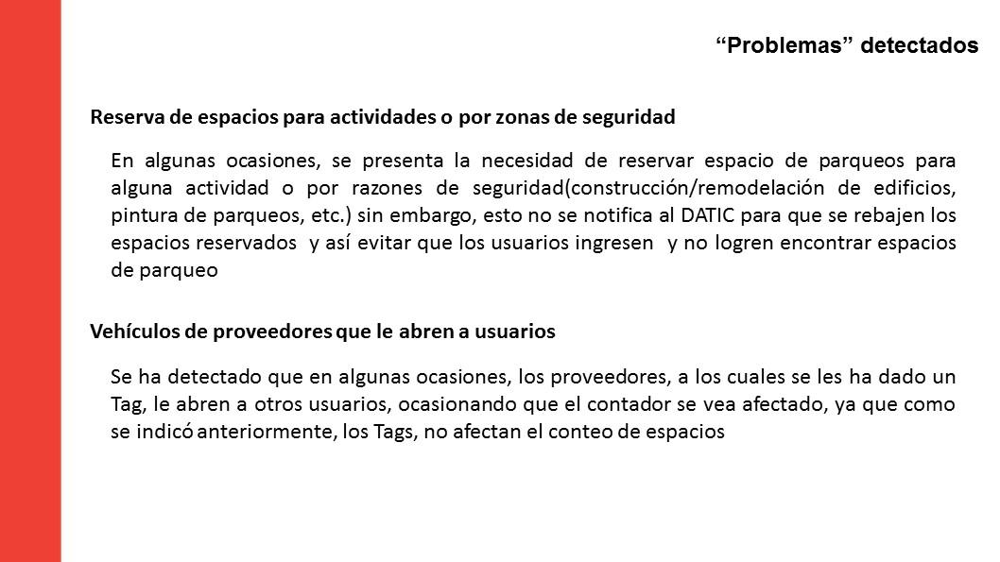 “Problemas” detectados
Reserva de espacios para actividades o por zonas de seguridad
En algunas ocasiones, se presenta la necesidad de reservar espacio de parqueos para
alguna actividad o por razones de seguridad(construcción/remodelación de edificios,
pintura de parqueos, etc.) sin embargo, esto no se notifica al DATIC para que se rebajen los
espacios reservados  y así evitar que los usuarios ingresen  y no logren encontrar espacios
de parqueo
Vehículos de proveedores que le abren a usuarios
Se ha detectado que en algunas ocasiones, los proveedores, a los cuales se les ha dado un
Tag, le abren a otros usuarios, ocasionando que el contador se vea afectado, ya que como
se indicó anteriormente, los Tags, no afectan el conteo de espacios